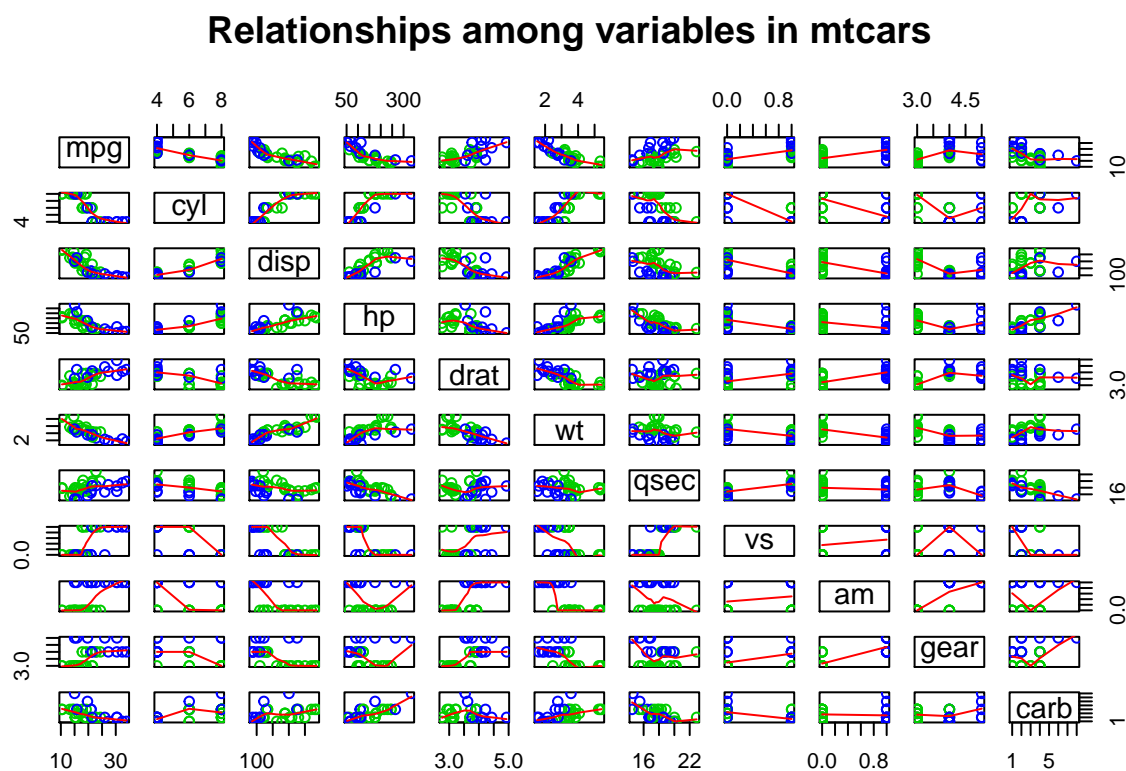 Relationships among variables in mtcars
4 6 8 50 300 2 4 0.0 0.8 3.0 4.5
mpg 10
4 cyl
disp 100
50 hp
drat 3.0
2 wt
qsec 16
0.0 vs
am 0.0
3.0 gear
carb 1
10 30 100 3.0 5.0 16 22 0.0 0.8 1 5